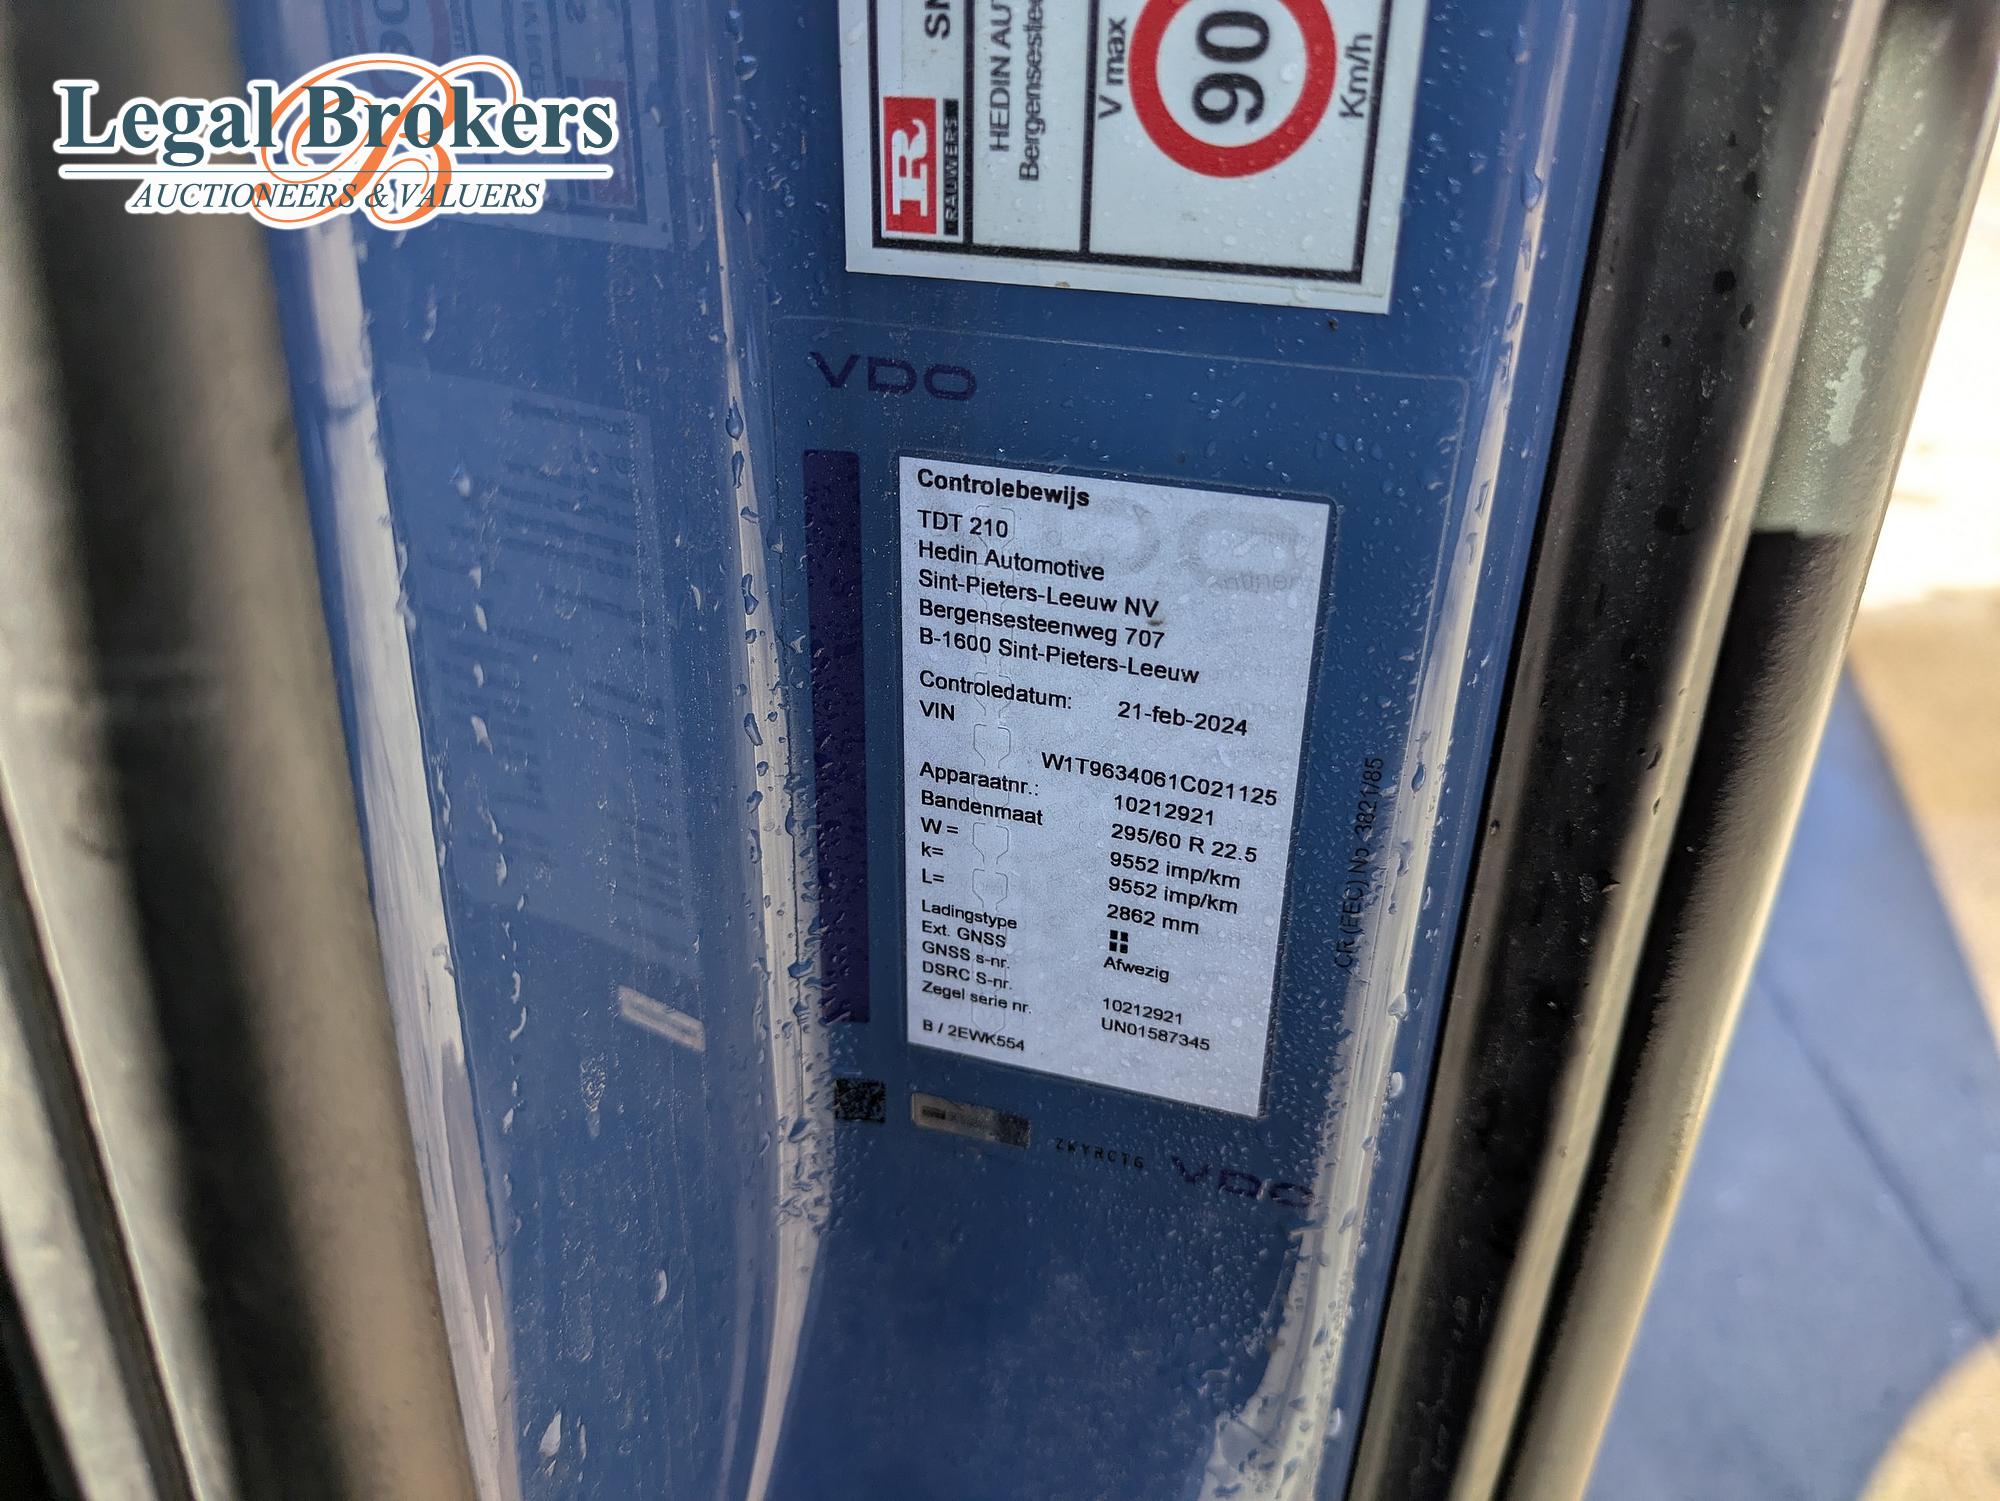 Legal Brokers
AUCTIONEERS & VALUERS
R
RAUWERS
HEDIN
Bergensestee
V max
90
Km/h
VDO
Controlebewijs
TDT 210
Hedin Automotive
Sint-Pieters-Leeuw NV
Bergensesteenweg 707
B-1600 Sint-Pieters-Leeuw
Controledatum: 21-feb-2024
VIN
W1T9634061C021125
Apparaatnr.: 10212921
Bandenmaat 295/60 R 22.5
W = 9552 imp/km
k= 9552 imp/km
L= 2862 mm
Ladingstype
Ext. GNSS Afwezig
GNSS s-nr.
DSRC S-nr. 10212921
Zegel serie nr. UN01587345
B / 2EWK554
CR (EEC) No 3821/85
ZKYRCTG
VDO